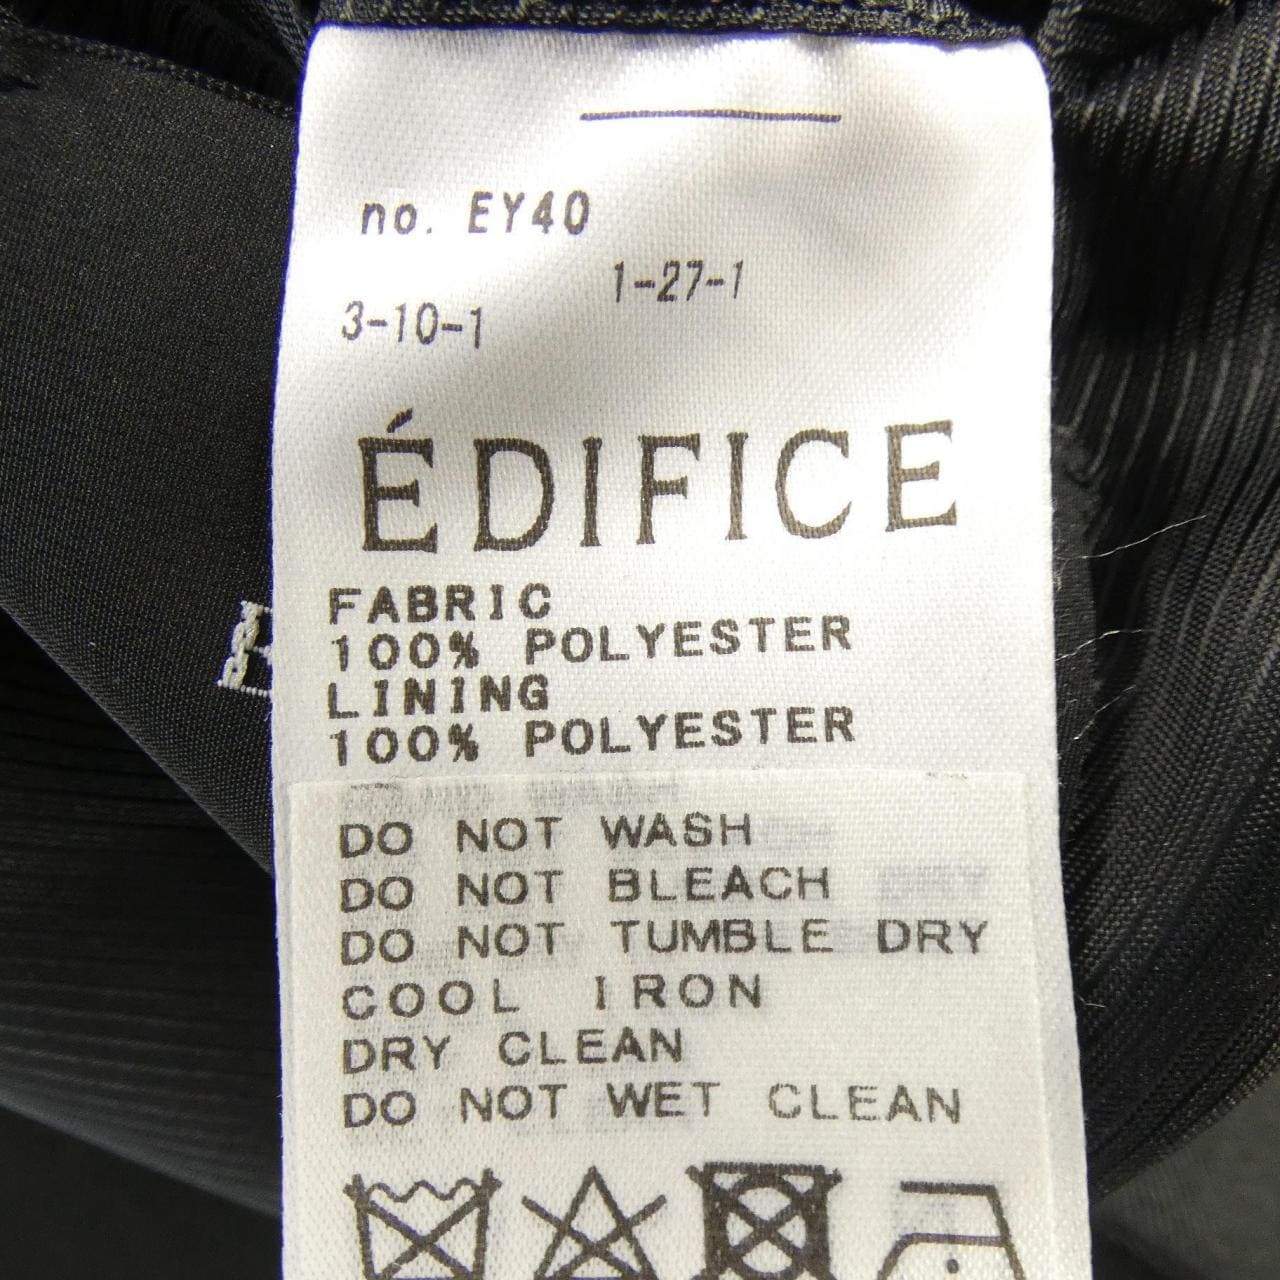 no. EY40
1-27-1
3-10-1
ÉDIFICE
FABRIC
100% POLYESTER
LINING
100% POLYESTER
DO NOT WASH
DO NOT BLEACH
DO NOT TUMBLE DRY
COOL IRON
DRY CLEAN
DO NOT WET CLEAN